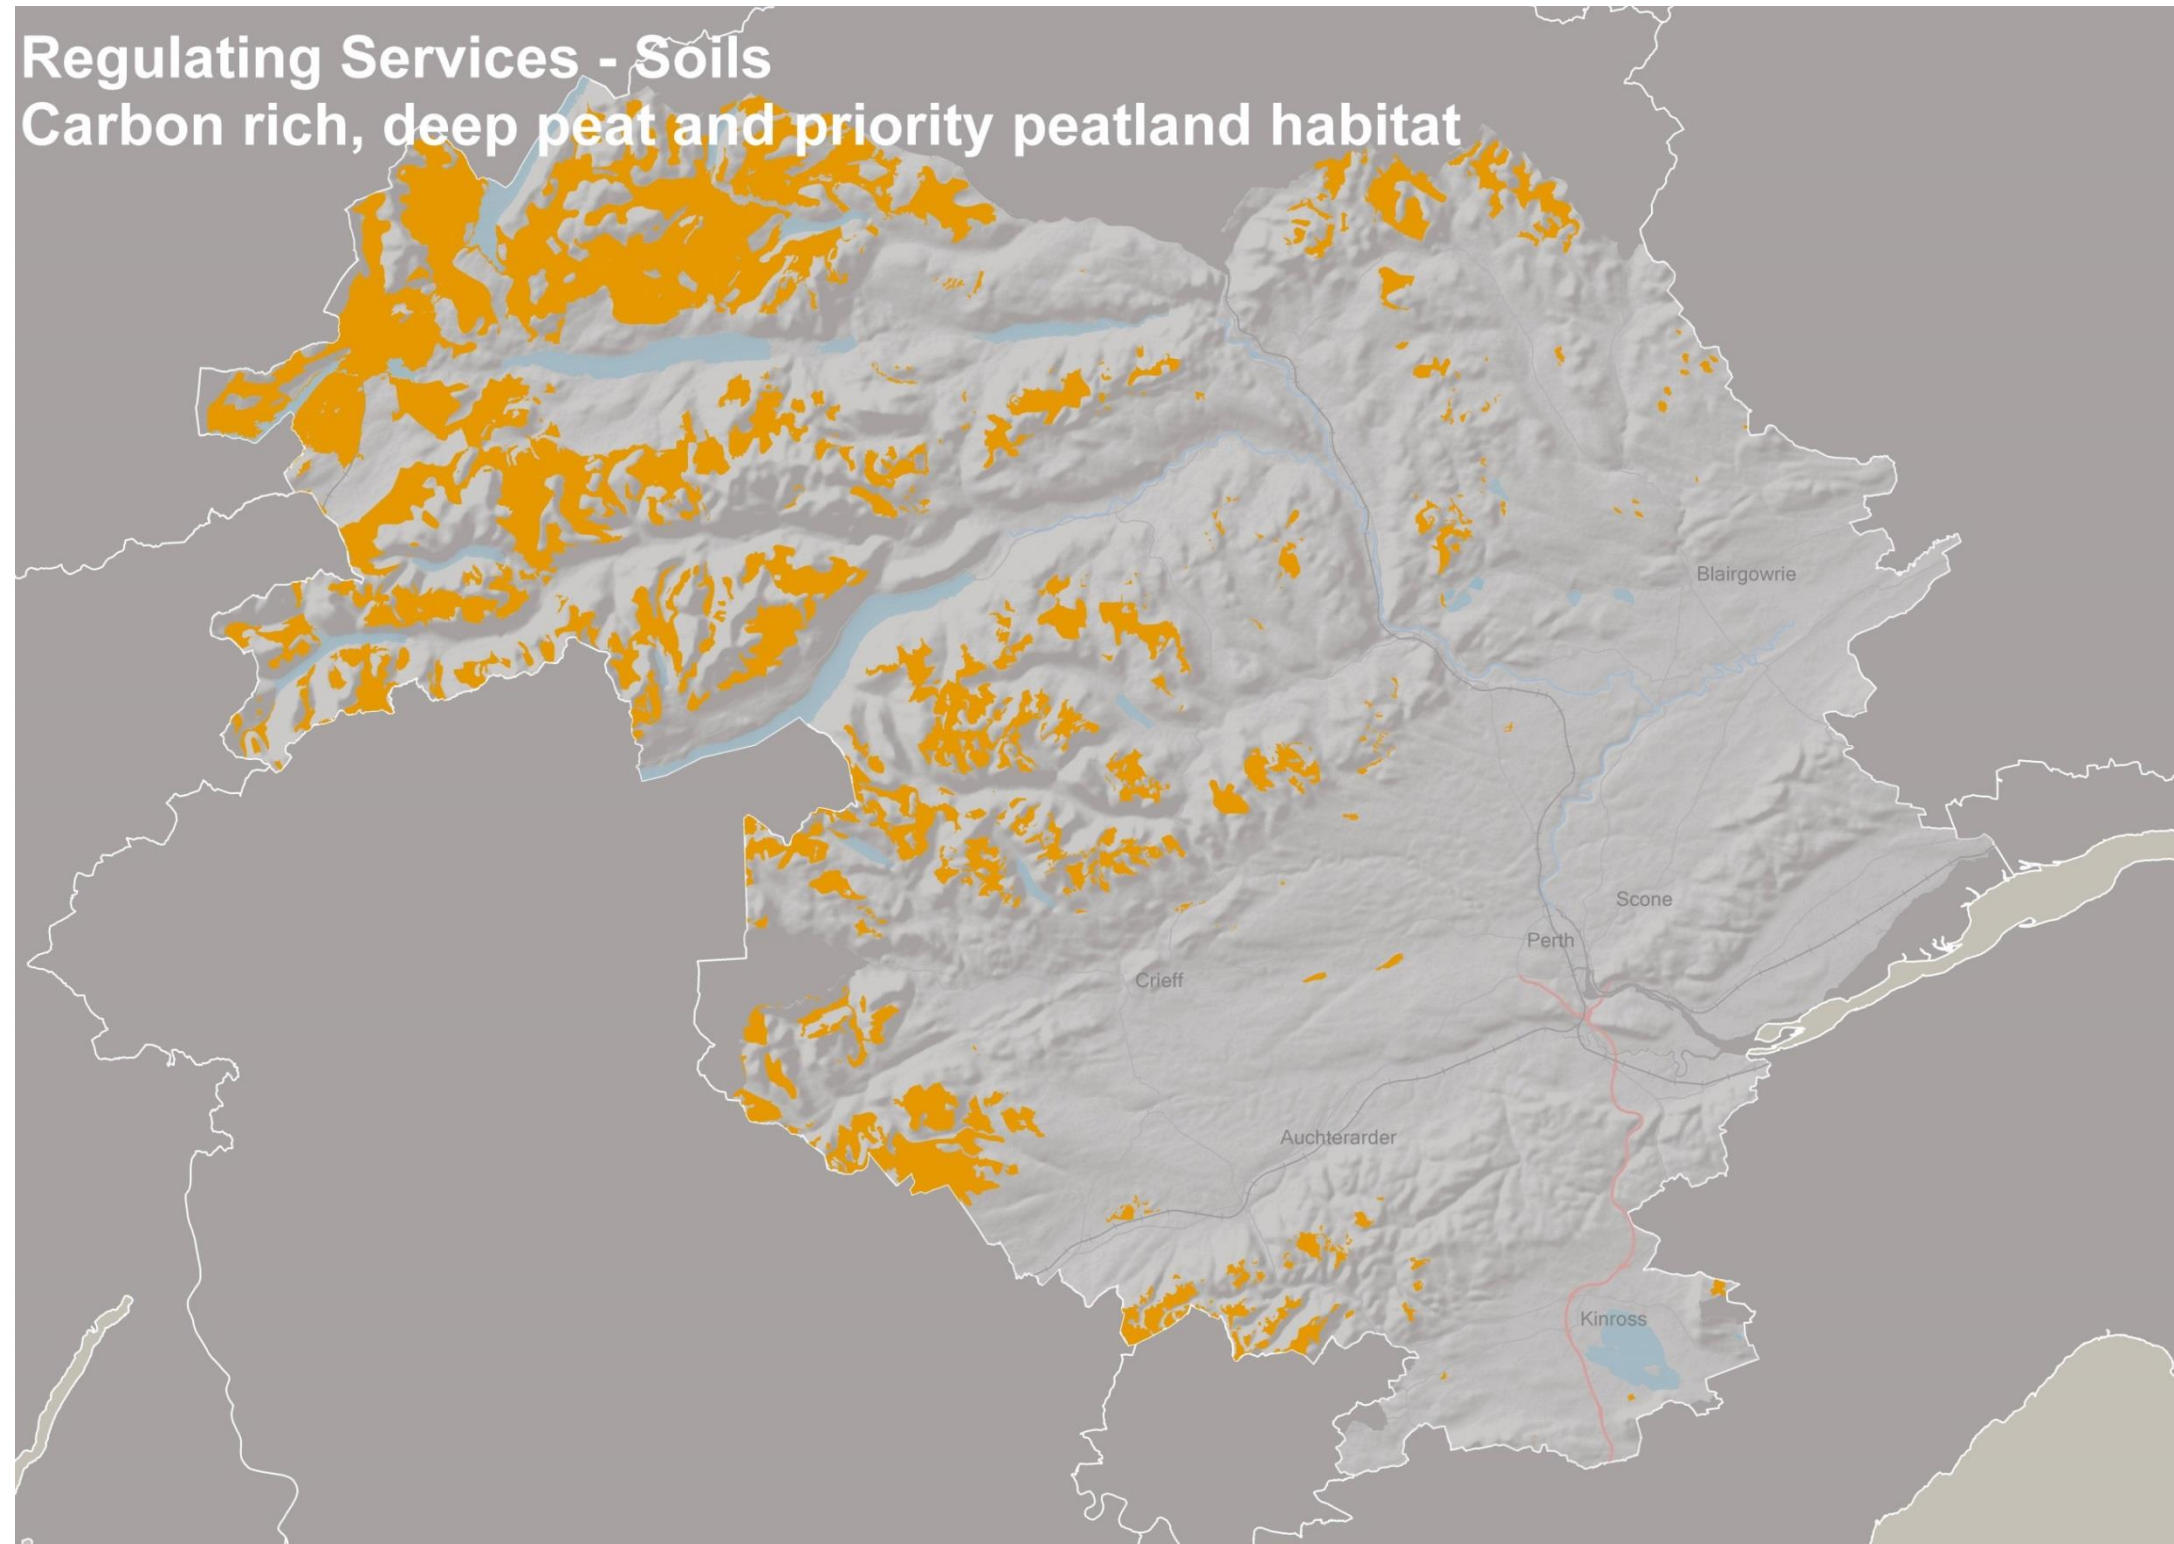 Regulating Services - Soils
Carbon rich, deep peat and priority peatland habitat
Blairgowrie
Scone
Perth
Crieff
Auchterarder
Kinross